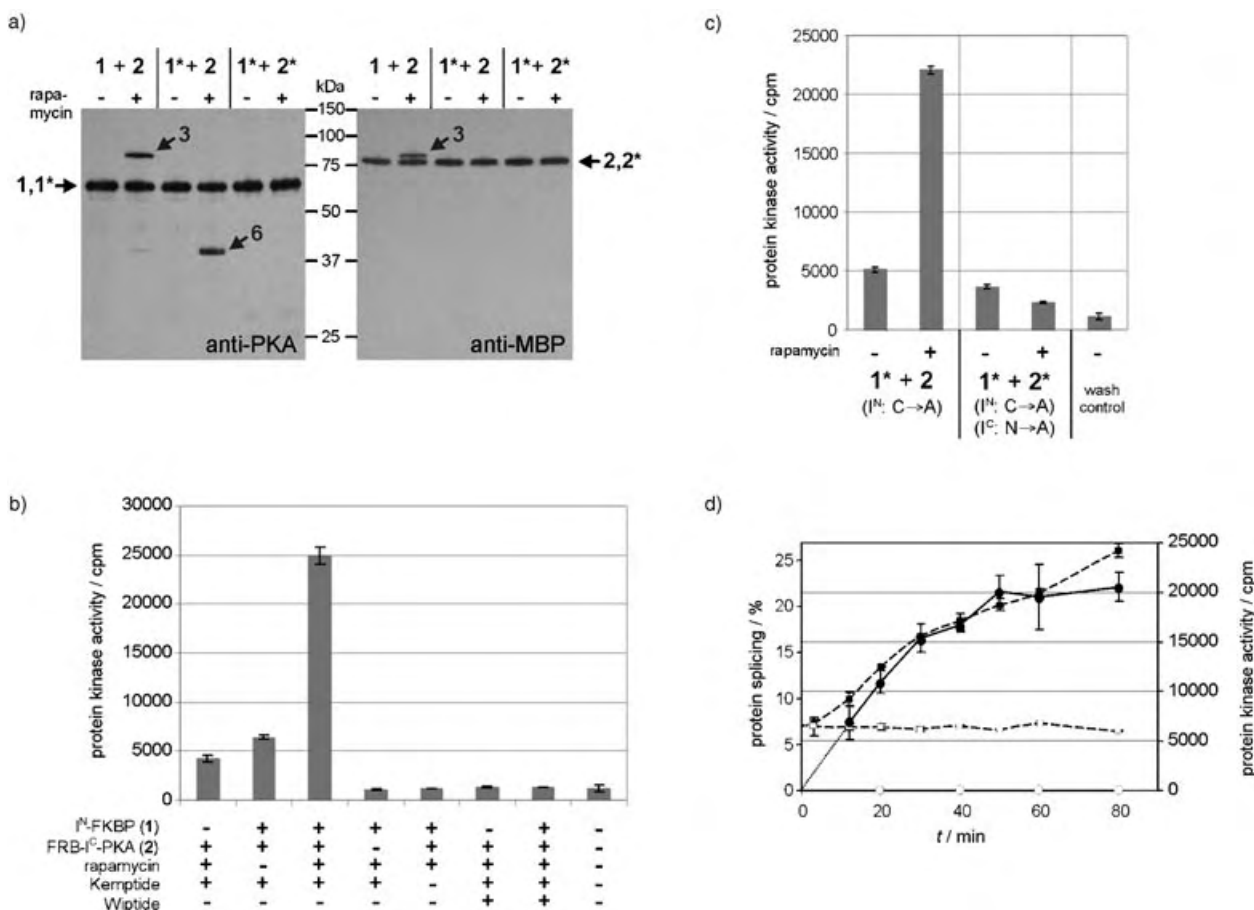 a)
1 + 2 1* + 2 1* + 2*
rapa-
mycin - + - + - + kDa - + - + - +
1 + 2 1* + 2 1* + 2*
150
100
75
50
37
25
3
6
1,1*
anti-PKA
3
2,2*
anti-MBP
c)
protein kinase activity / cpm
25000
20000
15000
10000
5000
0
rapamycin - + - + -
1* + 2 1* + 2* wash
(I^N: C→A) (I^N: C→A) control
(I^C: N→A)
b)
protein kinase activity / cpm
30000
25000
20000
15000
10000
5000
0
I^N-FKBP (1) - + + + + - + -
FRB-I^C-PKA (2) + + + + + + + -
rapamycin + - + + + + + -
Kemptide + + + + - + + -
Wiptide - - - - - + + -
d)
protein splicing / %
25
20
15
10
5
0
protein kinase activity / cpm
25000
20000
15000
10000
5000
0
0 20 40 60 80
t / min